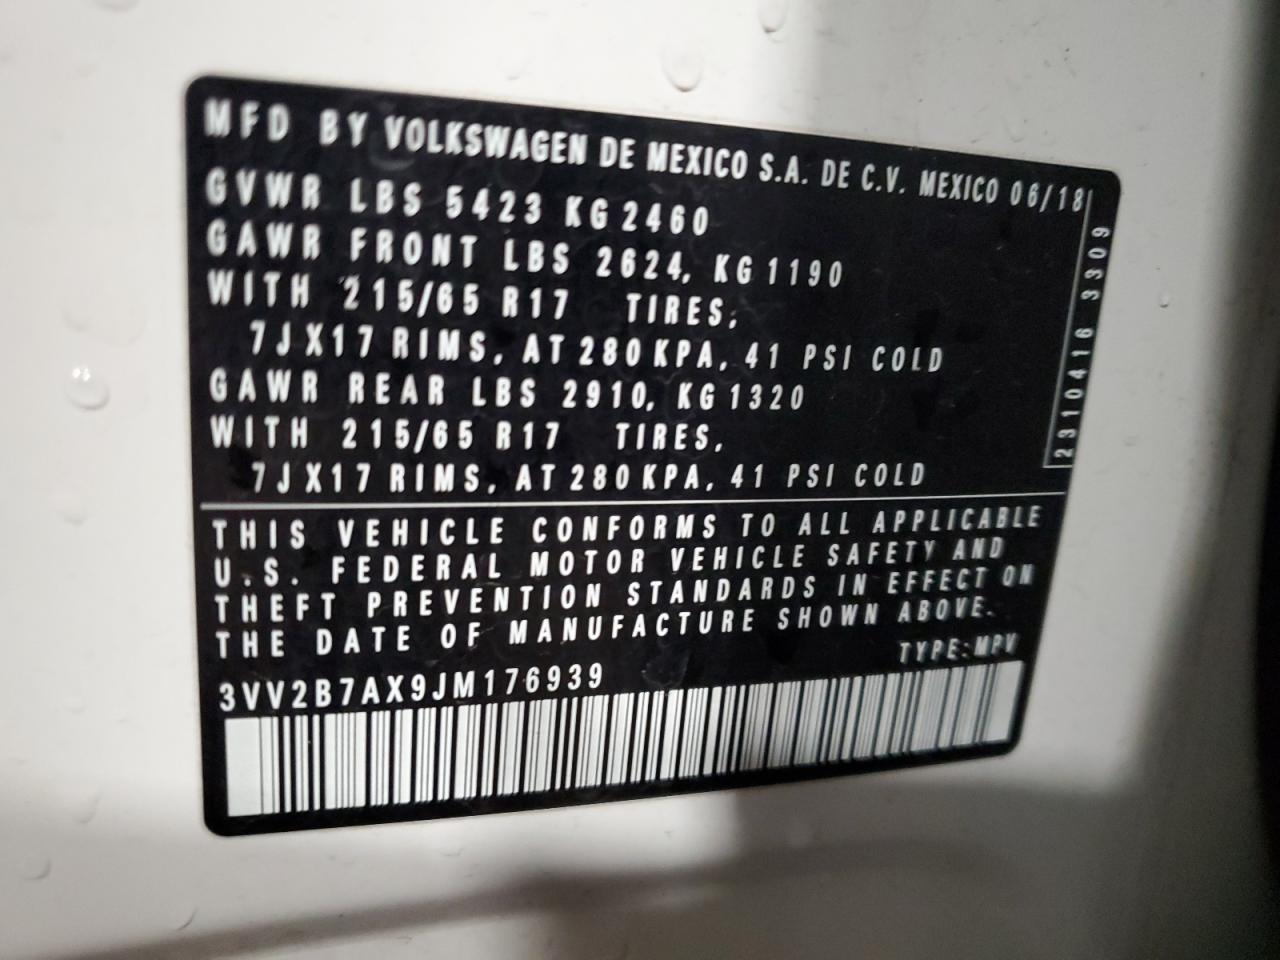 MFD BY VOLKSWAGEN DE MEXICO S.A. DE C.V. MEXICO 06/18
GVWR LBS 5423 KG 2460
GAWR FRONT LBS 2624, KG 1190
WITH 215/65 R17 TIRES,
7JX17 RIMS, AT 280 KPA, 41 PSI COLD
GAWR REAR LBS 2910, KG 1320
WITH 215/65 R17 TIRES,
7JX17 RIMS, AT 280 KPA, 41 PSI COLD
2310416 3309
THIS VEHICLE CONFORMS TO ALL APPLICABLE
U.S. FEDERAL MOTOR VEHICLE SAFETY AND
THEFT PREVENTION STANDARDS IN EFFECT ON
THE DATE OF MANUFACTURE SHOWN ABOVE.
TYPE:MPV
3VV2B7AX9JM176939